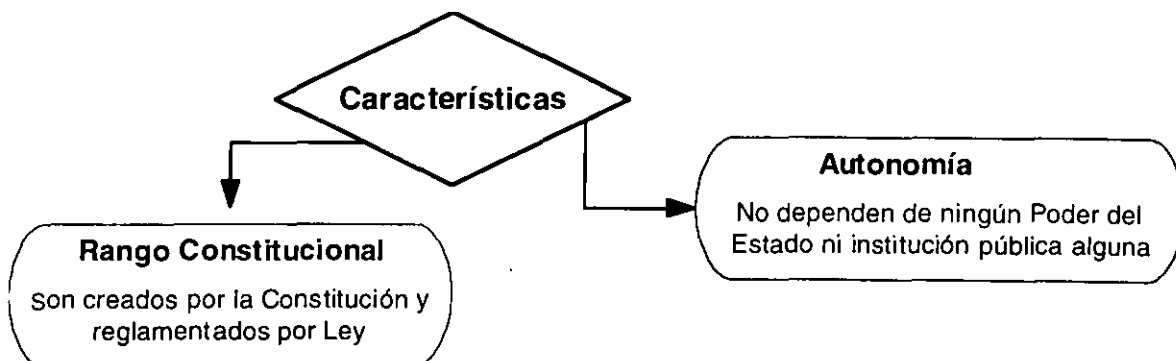 Característícas
Autonomía
No dependen de ningún Poder del
Estado ni institución pública alguna
Rango Constitucional
son creados por la Constitución y
reglamentados por Ley